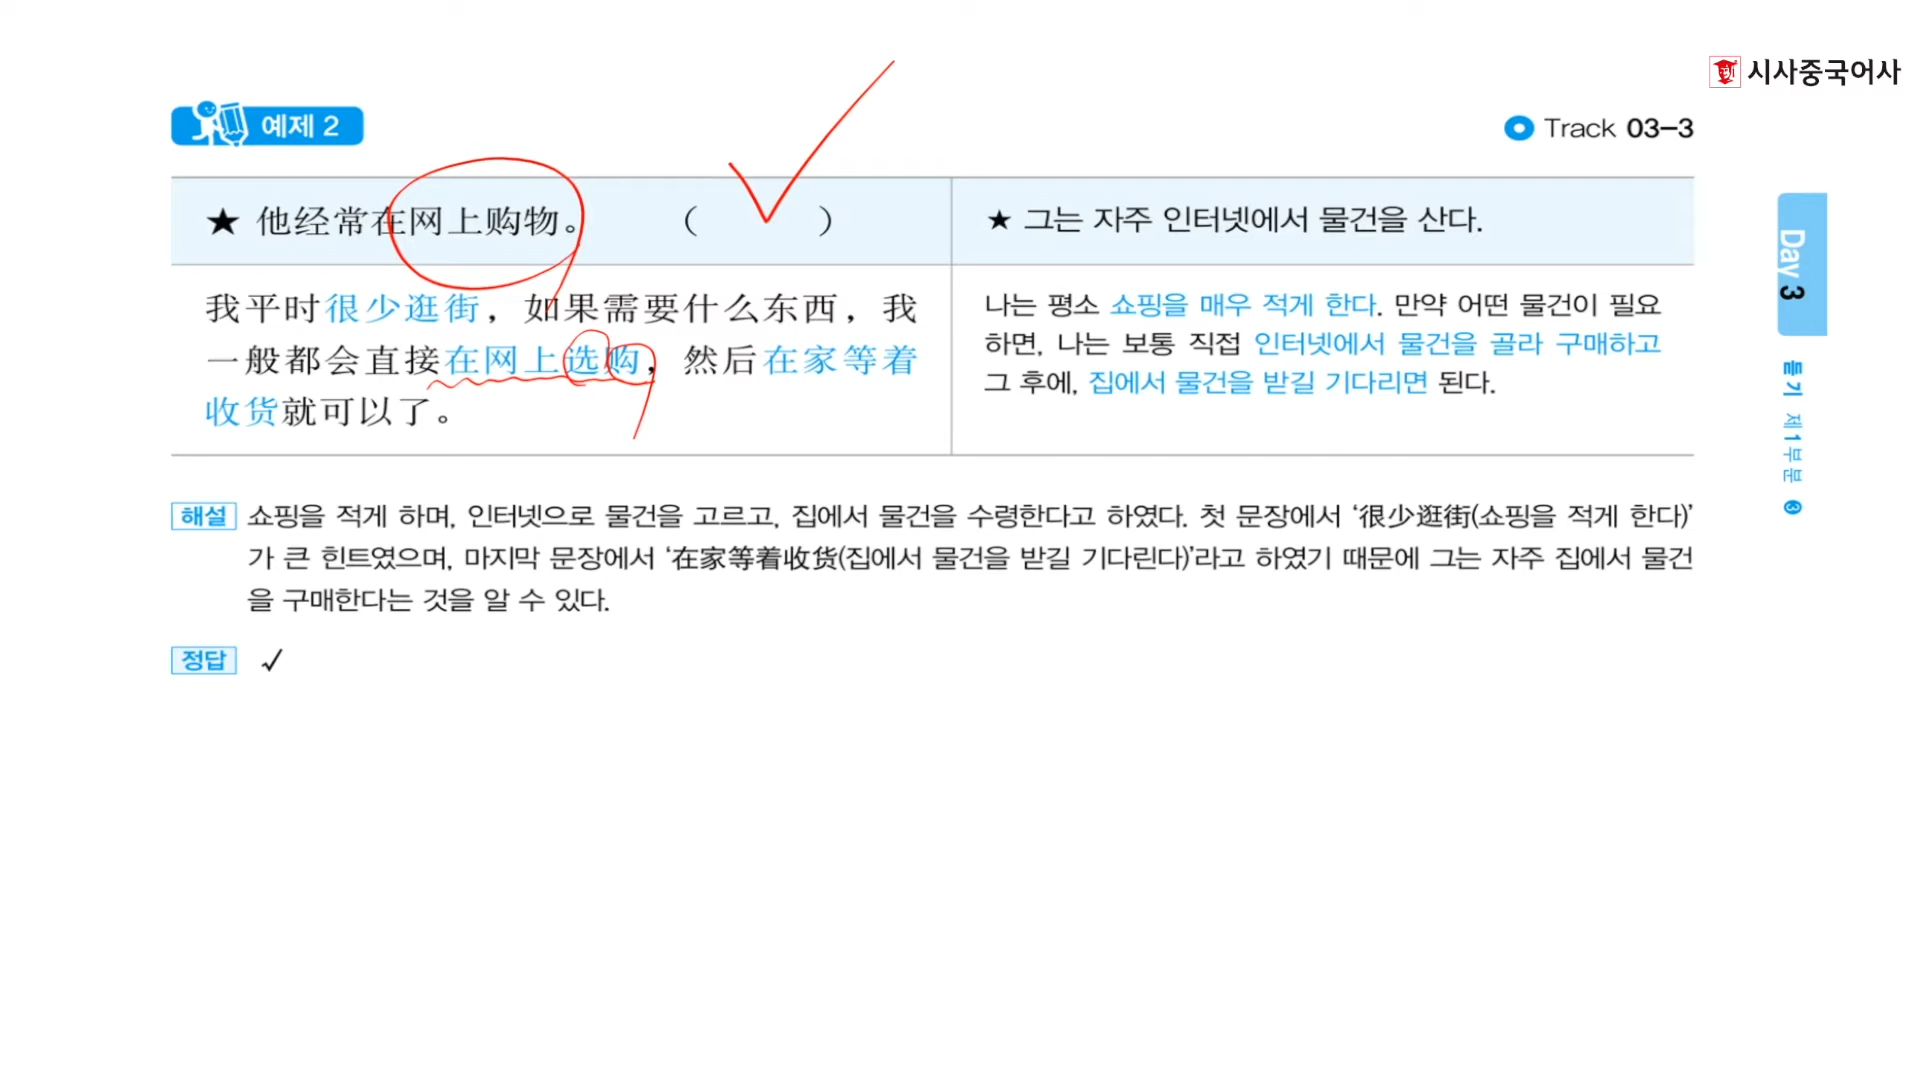 시사중국어사
예제 2
Track 03-3
★ 他经常在网上购物。 ( ✓ )
★ 그는 자주 인터넷에서 물건을 산다.
我平时很少逛街，如果需要什么东西，我
一般都会直接在网上选购，然后在家等着
收货就可以了。
나는 평소 쇼핑을 매우 적게 한다. 만약 어떤 물건이 필요
하면, 나는 보통 직접 인터넷에서 물건을 골라 구매하고
그 후에, 집에서 물건을 받길 기다리면 된다.
해설 쇼핑을 적게 하며, 인터넷으로 물건을 고르고, 집에서 물건을 수령한다고 하였다. 첫 문장에서 ‘很少逛街(쇼핑을 적게 한다)’
가 큰 힌트였으며, 마지막 문장에서 ‘在家等着收货(집에서 물건을 받길 기다린다)’라고 하였기 때문에 그는 자주 집에서 물건
을 구매한다는 것을 알 수 있다.
정답 ✓
Day 3
듣기 제1부분 3